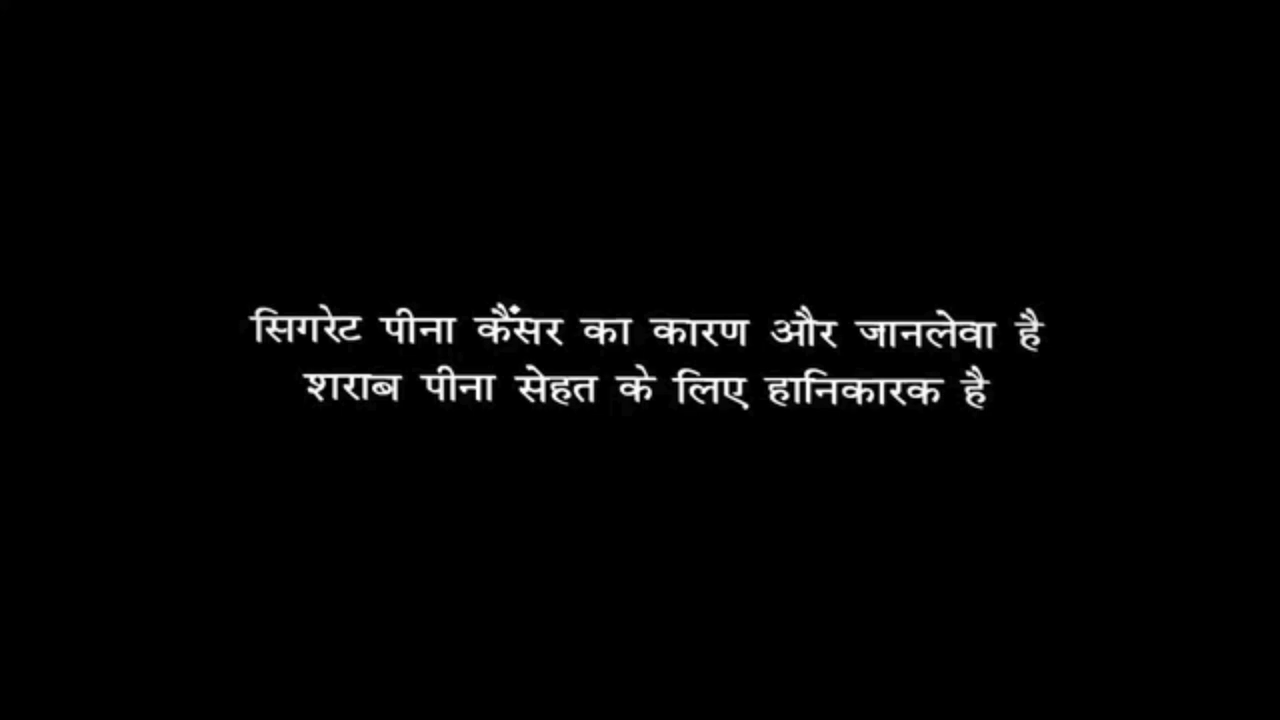 सिगरेट पीना कैंसर का कारण और जानलेवा है
शराब पीना सेहत के लिए हानिकारक है